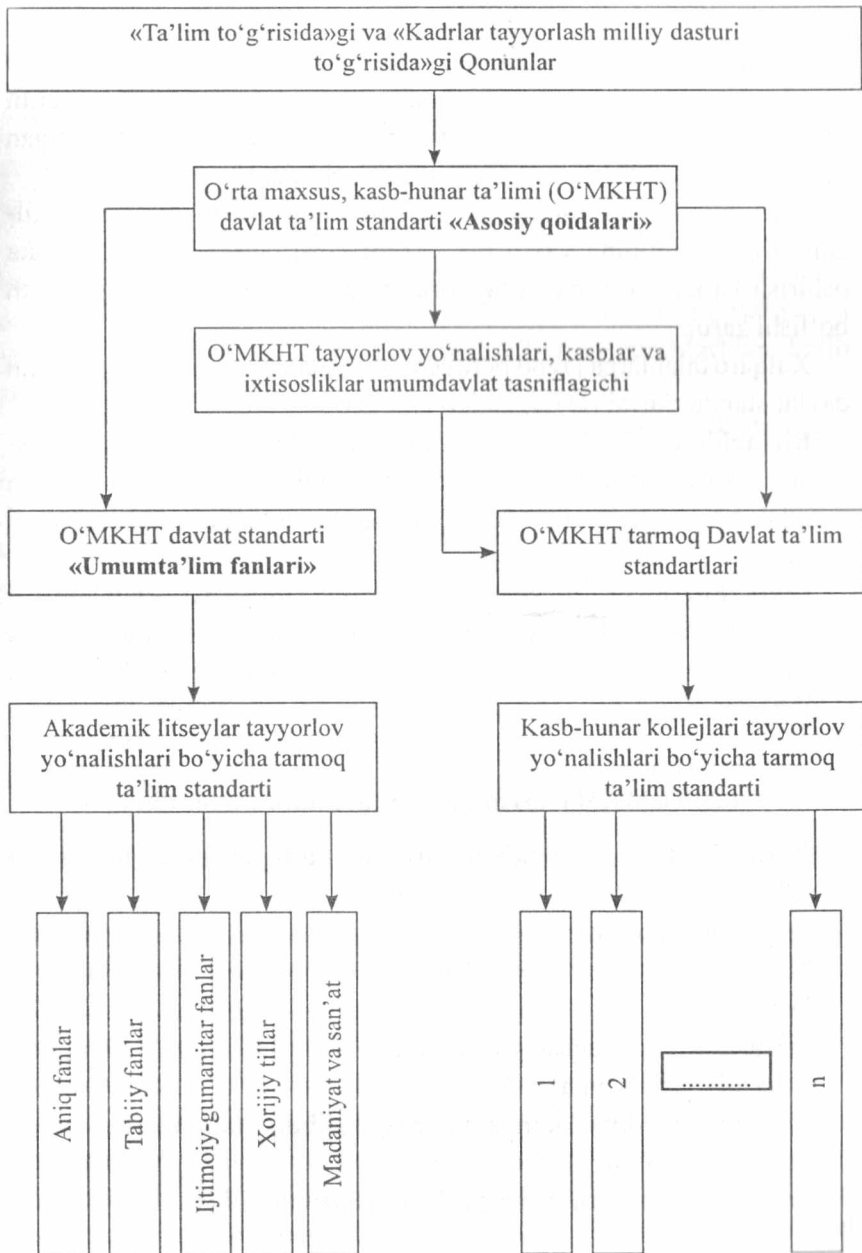 «Ta’lim to‘g‘risida»gi va «Kadrlar tayyorlash milliy dasturi
to‘g‘risida»gi Qonunlar
O‘rta maxsus, kasb-hunar ta’limi (O‘MKHT)
davlat ta’lim standarti «Asosiy qoidalari»
O‘MKHT tayyorlov yo‘nalishlari, kasblar va
ixtisosliklar umumdavlat tasniflagichi
O‘MKHT davlat standarti
«Umumta’lim fanlari»
O‘MKHT tarmoq Davlat ta’lim
standartlari
Akademik litseylar tayyorlov
yo‘nalishlari bo‘yicha tarmoq
ta’lim standarti
Kasb-hunar kollejlari tayyorlov
yo‘nalishlari bo‘yicha tarmoq
ta’lim standarti
Aniq fanlar
Tabiiy fanlar
Ijtimoiy-gumanitar fanlar
Xorijiy tillar
Madaniyat va san’at
1
2
...........
n